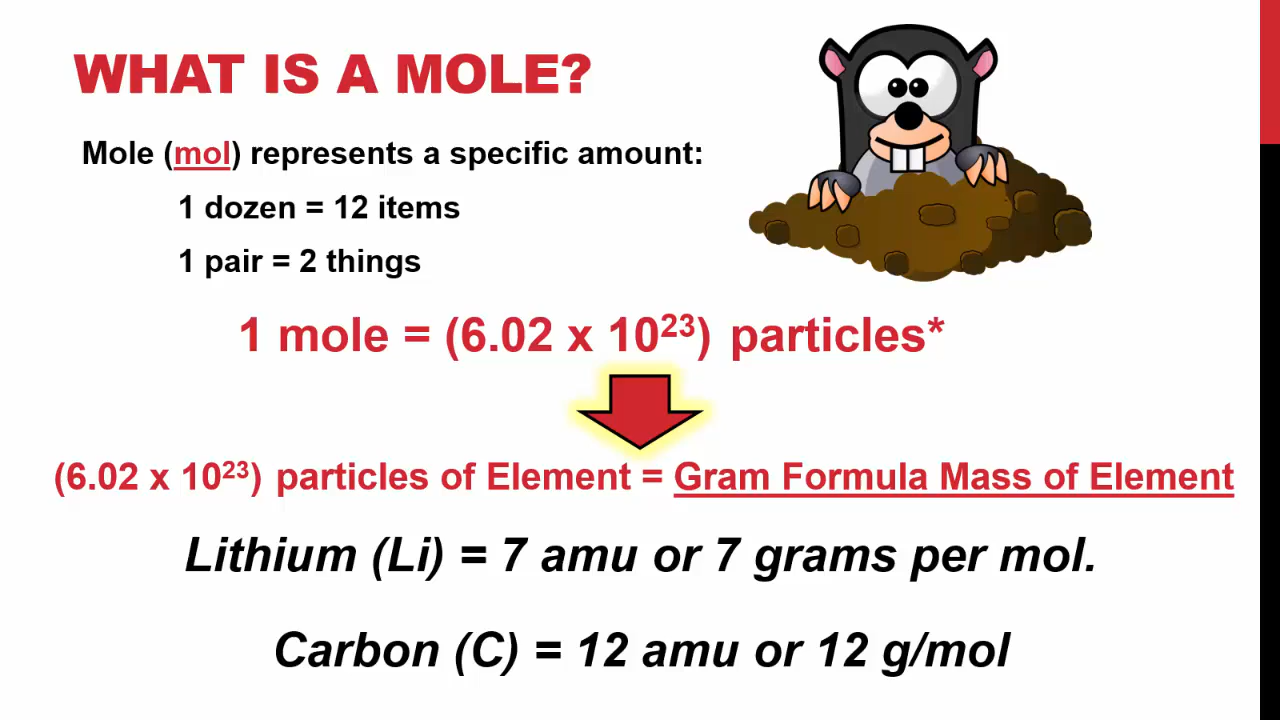 WHAT IS A MOLE?
Mole (mol) represents a specific amount:
1 dozen = 12 items
1 pair = 2 things
1 mole = (6.02 x 10²³) particles*
(6.02 x 10²³) particles of Element = Gram Formula Mass of Element
Lithium (Li) = 7 amu or 7 grams per mol.
Carbon (C) = 12 amu or 12 g/mol